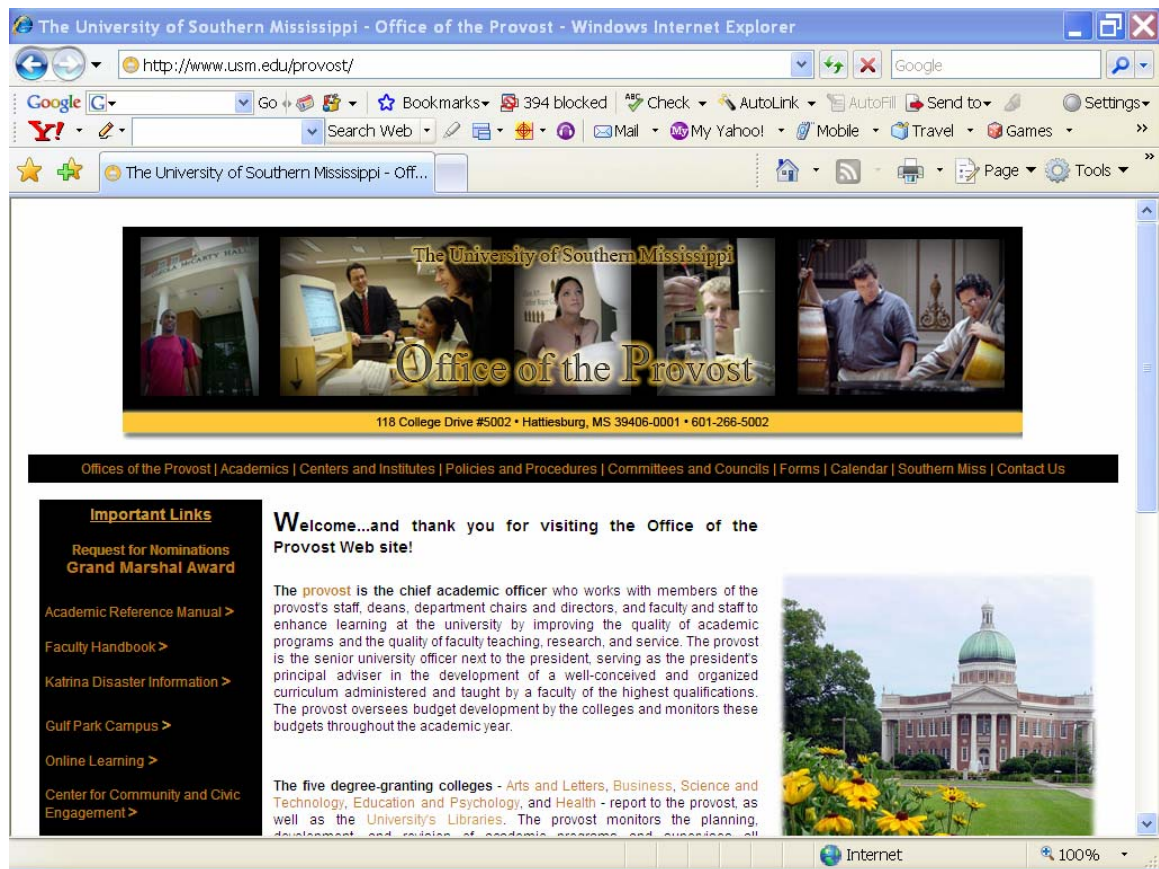 The University of Southern Mississippi - Office of the Provost - Windows Internet Explorer
http://www.usm.edu/provost/
Google
Google G Go Bookmarks 394 blocked ABC Check AutoLink AutoFill Send to Settings
Y! Search Web Mail My Yahoo! Mobile Travel Games »
The University of Southern Mississippi - Off... Page Tools »
McCARTY HALL
The University of Southern Mississippi
Office of the Provost
118 College Drive #5002 • Hattiesburg, MS 39406-0001 • 601-266-5002
Offices of the Provost | Academics | Centers and Institutes | Policies and Procedures | Committees and Councils | Forms | Calendar | Southern Miss | Contact Us
Important Links
Request for Nominations
Grand Marshal Award
Academic Reference Manual >
Faculty Handbook >
Katrina Disaster Information >
Gulf Park Campus >
Online Learning >
Center for Community and Civic
Engagement >
Welcome...and thank you for visiting the Office of the
Provost Web site!
The provost is the chief academic officer who works with members of the
provost's staff, deans, department chairs and directors, and faculty and staff to
enhance learning at the university by improving the quality of academic
programs and the quality of faculty teaching, research, and service. The provost
is the senior university officer next to the president, serving as the president's
principal adviser in the development of a well-conceived and organized
curriculum administered and taught by a faculty of the highest qualifications.
The provost oversees budget development by the colleges and monitors these
budgets throughout the academic year.
The five degree-granting colleges - Arts and Letters, Business, Science and
Technology, Education and Psychology, and Health - report to the provost, as
well as the University's Libraries. The provost monitors the planning,
development, and revision of academic programs and supervises all
Internet 100%